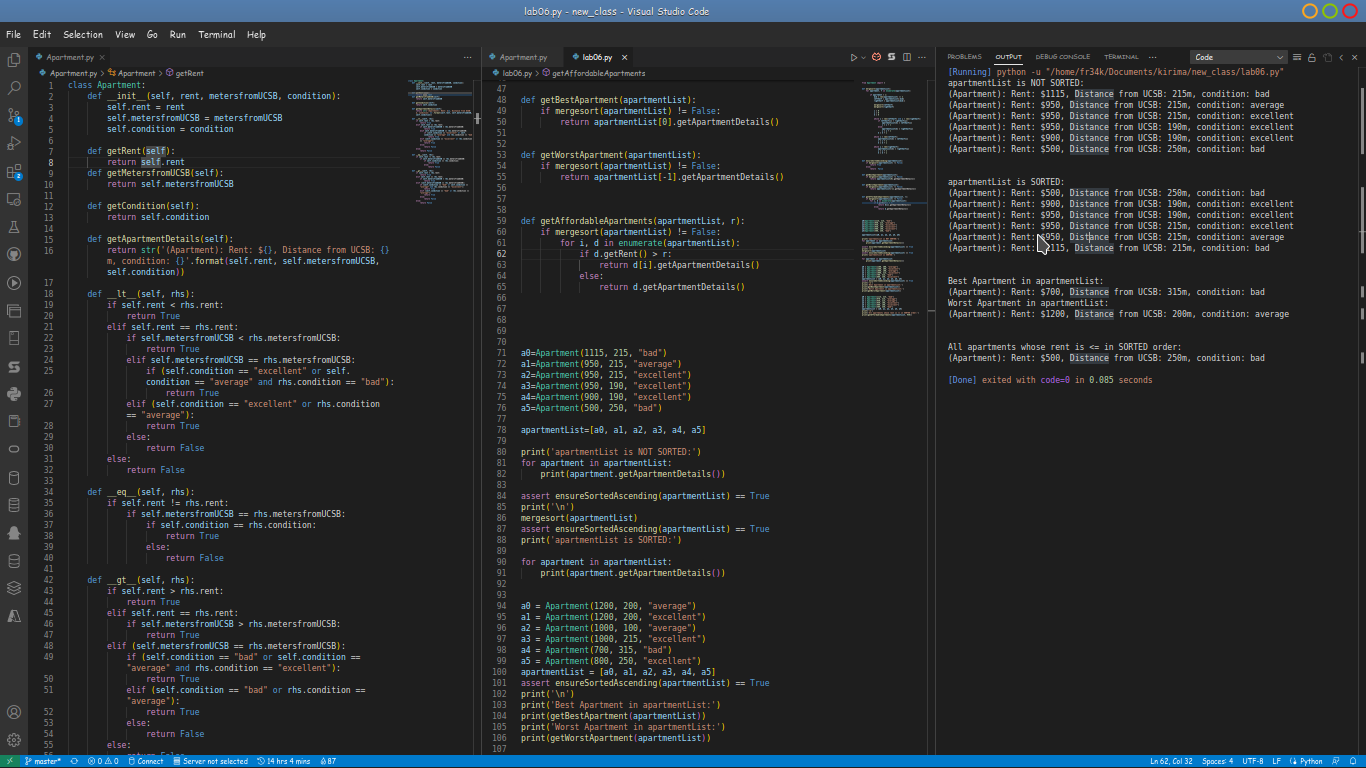 lab06.py - new_class - Visual Studio Code
File Edit Selection View Go Run Terminal Help
Apartment.py
Apartment.py > Apartment > getRent
1 class Apartment:
2 def __init__(self, rent, metersfromUCSB, condition):
3 self.rent = rent
4 self.metersfromUCSB = metersfromUCSB
5 self.condition = condition
6
7 def getRent(self):
8 return self.rent
9 def getMetersfromUCSB(self):
10 return self.metersfromUCSB
11
12 def getCondition(self):
13 return self.condition
14
15 def getApartmentDetails(self):
16 return str('(Apartment): Rent: ${}, Distance from UCSB: {}
m, condition: {}'.format(self.rent, self.metersfromUCSB,
self.condition))
17
18 def __lt__(self, rhs):
19 if self.rent < rhs.rent:
20 return True
21 elif self.rent == rhs.rent:
22 if self.metersfromUCSB < rhs.metersfromUCSB:
23 return True
24 elif self.metersfromUCSB == rhs.metersfromUCSB:
25 if (self.condition == "excellent" or self.
condition == "average" and rhs.condition == "bad"):
26 return True
27 elif (self.condition == "excellent" or rhs.condition
== "average"):
28 return True
29 else:
30 return False
31 else:
32 return False
33
34 def __eq__(self, rhs):
35 if self.rent != rhs.rent:
36 if self.metersfromUCSB == rhs.metersfromUCSB:
37 if self.condition == rhs.condition:
38 return True
39 else:
40 return False
41
42 def __gt__(self, rhs):
43 if self.rent > rhs.rent:
44 return True
45 elif self.rent == rhs.rent:
46 if self.metersfromUCSB > rhs.metersfromUCSB:
47 return True
48 elif (self.metersfromUCSB == rhs.metersfromUCSB):
49 if (self.condition == "bad" or self.condition ==
"average" and rhs.condition == "excellent"):
50 return True
51 elif (self.condition == "bad" or rhs.condition ==
"average"):
52 return True
53 else:
54 return False
55 else:
Apartment.py lab06.py
lab06.py > getAffordableApartments
47
48 def getBestApartment(apartmentList):
49 if mergesort(apartmentList) != False:
50 return apartmentList[0].getApartmentDetails()
51
52
53 def getWorstApartment(apartmentList):
54 if mergesort(apartmentList) != False:
55 return apartmentList[-1].getApartmentDetails()
56
57
58
59 def getAffordableApartments(apartmentList, r):
60 if mergesort(apartmentList) != False:
61 for i, d in enumerate(apartmentList):
62 if d.getRent() > r:
63 return d[i].getApartmentDetails()
64 else:
65 return d.getApartmentDetails()
66
67
68
69
70
71 a0=Apartment(1115, 215, "bad")
72 a1=Apartment(950, 215, "average")
73 a2=Apartment(950, 215, "excellent")
74 a3=Apartment(950, 190, "excellent")
75 a4=Apartment(900, 190, "excellent")
76 a5=Apartment(500, 250, "bad")
77
78 apartmentList=[a0, a1, a2, a3, a4, a5]
79
80 print('apartmentList is NOT SORTED:')
81 for apartment in apartmentList:
82 print(apartment.getApartmentDetails())
83
84 assert ensureSortedAscending(apartmentList) == True
85 print('\n')
86 mergesort(apartmentList)
87 assert ensureSortedAscending(apartmentList) == True
88 print('apartmentList is SORTED:')
89
90 for apartment in apartmentList:
91 print(apartment.getApartmentDetails())
92
93
94 a0 = Apartment(1200, 200, "average")
95 a1 = Apartment(1200, 200, "excellent")
96 a2 = Apartment(1000, 100, "average")
97 a3 = Apartment(1000, 215, "excellent")
98 a4 = Apartment(700, 315, "bad")
99 a5 = Apartment(800, 250, "excellent")
100 apartmentList = [a0, a1, a2, a3, a4, a5]
101 assert ensureSortedAscending(apartmentList) == True
102 print('\n')
103 print('Best Apartment in apartmentList:')
104 print(getBestApartment(apartmentList))
105 print('Worst Apartment in apartmentList:')
106 print(getWorstApartment(apartmentList))
107
PROBLEMS OUTPUT DEBUG CONSOLE TERMINAL ... Code
[Running] python -u "/home/fr34k/Documents/kirima/new_class/lab06.py"
apartmentList is NOT SORTED:
(Apartment): Rent: $1115, Distance from UCSB: 215m, condition: bad
(Apartment): Rent: $950, Distance from UCSB: 215m, condition: average
(Apartment): Rent: $950, Distance from UCSB: 215m, condition: excellent
(Apartment): Rent: $950, Distance from UCSB: 190m, condition: excellent
(Apartment): Rent: $900, Distance from UCSB: 190m, condition: excellent
(Apartment): Rent: $500, Distance from UCSB: 250m, condition: bad
apartmentList is SORTED:
(Apartment): Rent: $500, Distance from UCSB: 250m, condition: bad
(Apartment): Rent: $900, Distance from UCSB: 190m, condition: excellent
(Apartment): Rent: $950, Distance from UCSB: 190m, condition: excellent
(Apartment): Rent: $950, Distance from UCSB: 215m, condition: excellent
(Apartment): Rent: $950, Distance from UCSB: 215m, condition: average
(Apartment): Rent: $1115, Distance from UCSB: 215m, condition: bad
Best Apartment in apartmentList:
(Apartment): Rent: $700, Distance from UCSB: 315m, condition: bad
Worst Apartment in apartmentList:
(Apartment): Rent: $1200, Distance from UCSB: 200m, condition: average
All apartments whose rent is <= in SORTED order:
(Apartment): Rent: $500, Distance from UCSB: 250m, condition: bad
[Done] exited with code=0 in 0.085 seconds
master* 0 0 Connect Server not selected 14 hrs 4 mins 87
Ln 62, Col 32 Spaces: 4 UTF-8 LF Python